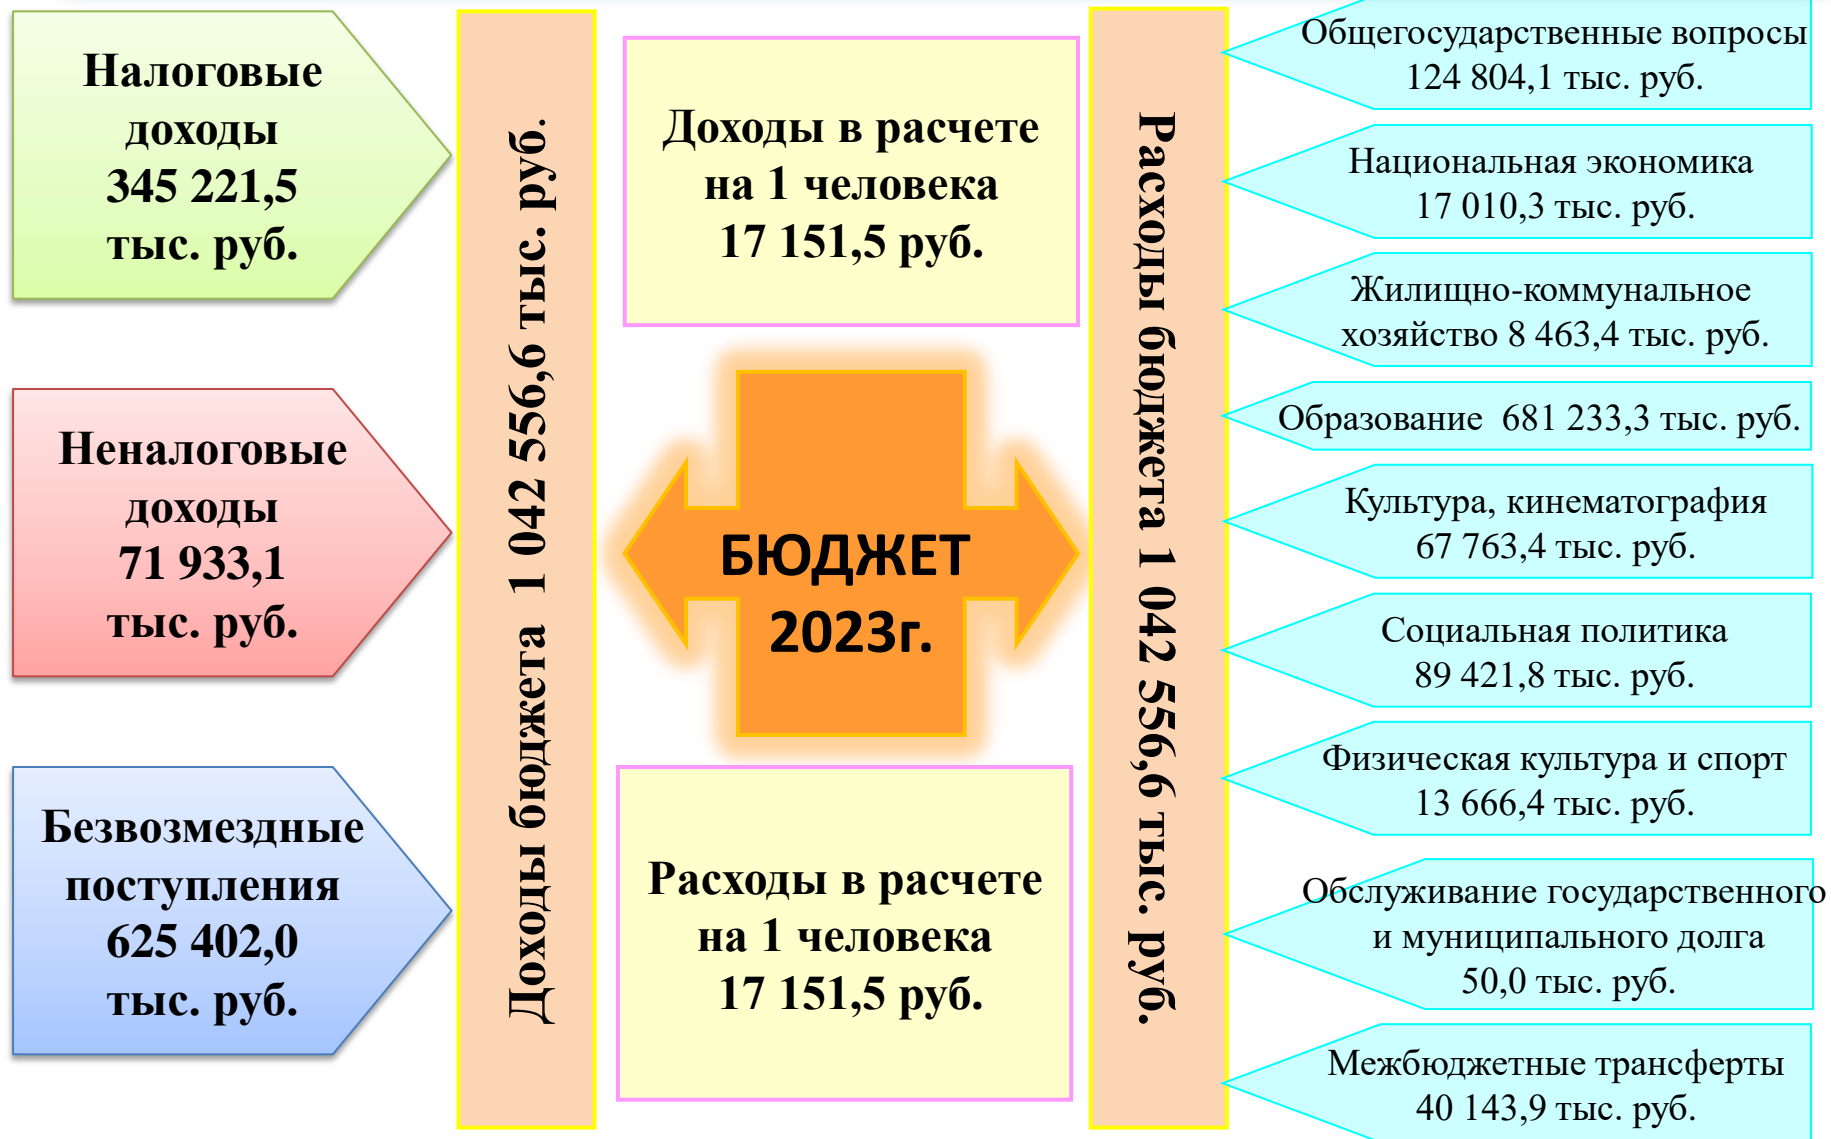 Налоговые
доходы
345 221,5
тыс. руб.
Неналоговые
доходы
71 933,1
тыс. руб.
Безвозмездные
поступления
625 402,0
тыс. руб.
Доходы бюджета 1 042 556,6 тыс. руб.
Доходы в расчете
на 1 человека
17 151,5 руб.
БЮДЖЕТ
2023г.
Расходы в расчете
на 1 человека
17 151,5 руб.
Расходы бюджета 1 042 556,6 тыс. руб.
Общегосударственные вопросы
124 804,1 тыс. руб.
Национальная экономика
17 010,3 тыс. руб.
Жилищно-коммунальное
хозяйство 8 463,4 тыс. руб.
Образование 681 233,3 тыс. руб.
Культура, кинематография
67 763,4 тыс. руб.
Социальная политика
89 421,8 тыс. руб.
Физическая культура и спорт
13 666,4 тыс. руб.
Обслуживание государственного
и муниципального долга
50,0 тыс. руб.
Межбюджетные трансферты
40 143,9 тыс. руб.